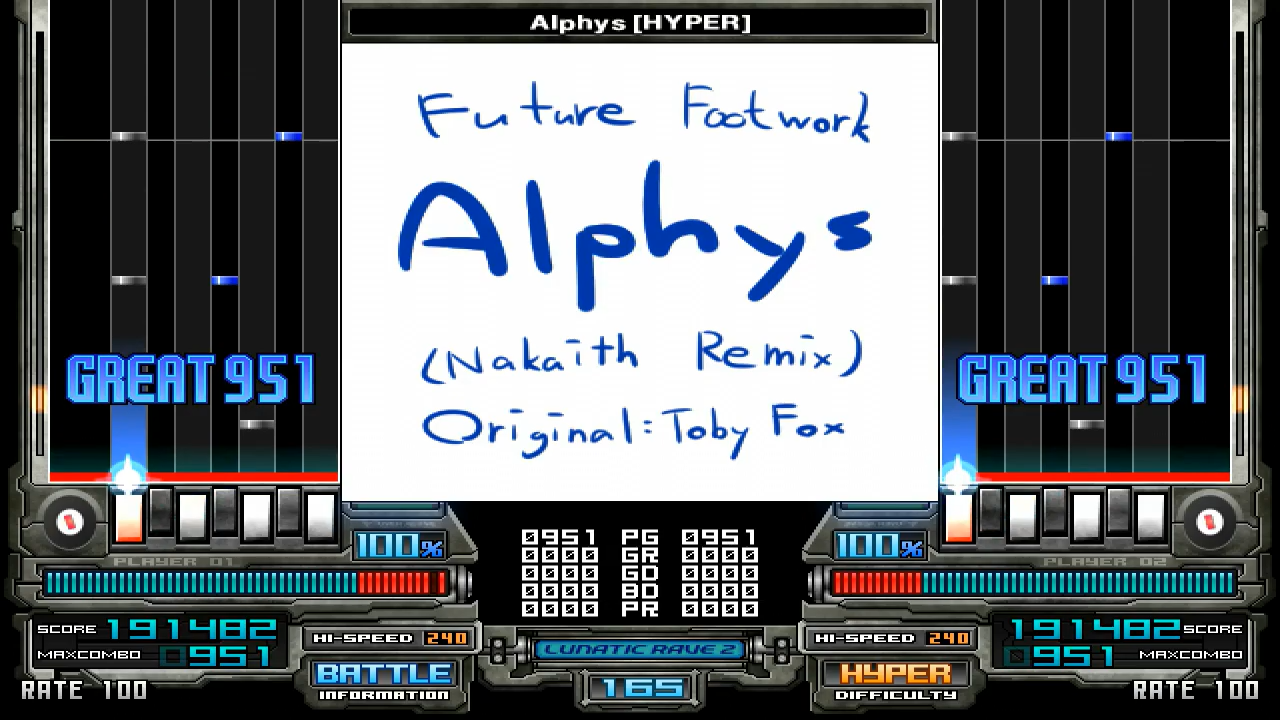 Alphys [HYPER]
Future Footwork
Alphys
(Nakaith Remix)
Original: Toby Fox
GREAT 951
GREAT 951
100%
100%
0951 PG 0951
0000 GR 0000
0000 GD 0000
0000 BD 0000
0000 PR 0000
PLAYER 01
PLAYER 02
SCORE 191482
MAXCOMBO 0951
RATE 100
HI-SPEED 240
BATTLE
INFORMATION
LUNATIC RAVE 2
165
HI-SPEED 240
HYPER
DIFFICULTY
191482 SCORE
0951 MAXCOMBO
RATE 100